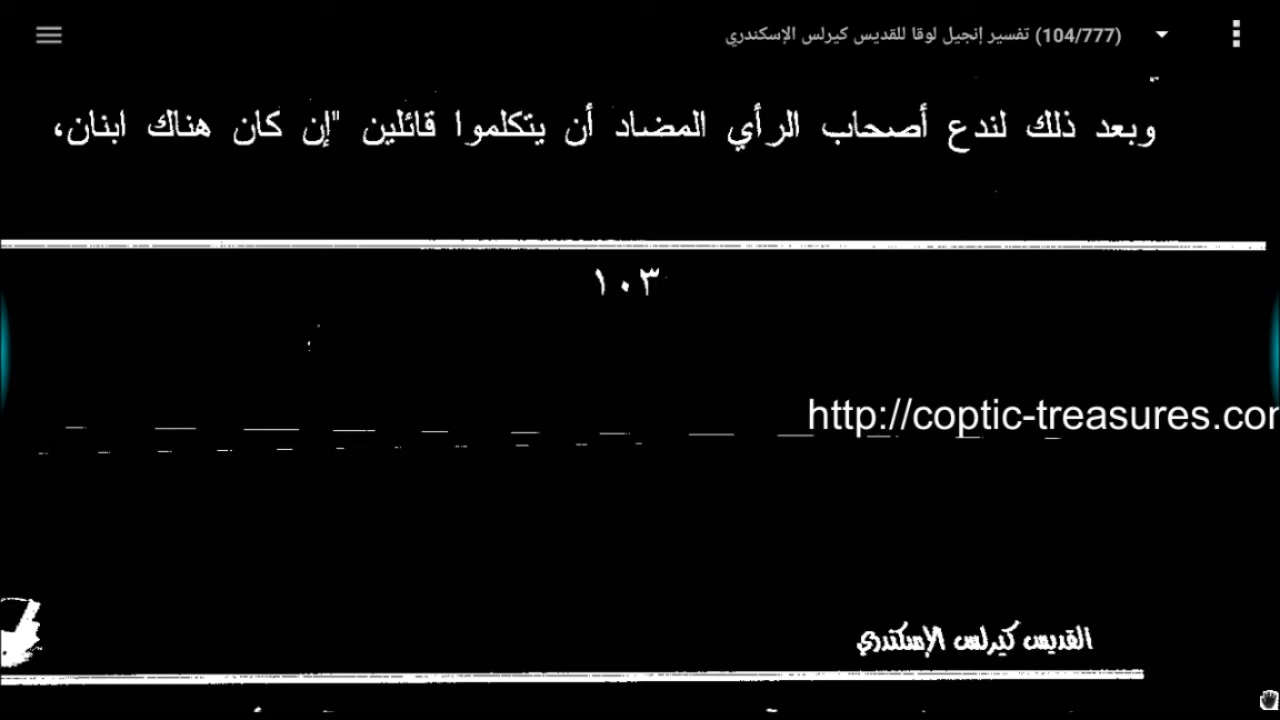 تفسير إنجيل لوقا للقديس كيرلس الإسكندري (104/777)
وبعد ذلك لندع أصحاب الرأي المضاد أن يتكلموا قائلين "إن كان هناك ابنان،
١٠٣
http://coptic-treasures.cor
القديس كيرلس الإسكندري